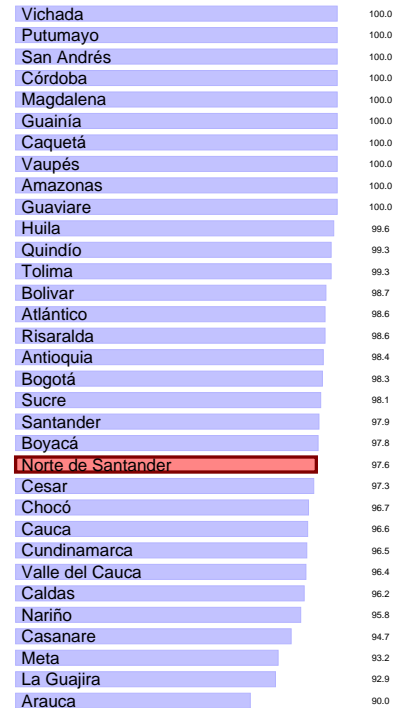 Vichada 100.0
Putumayo 100.0
San Andrés 100.0
Córdoba 100.0
Magdalena 100.0
Guainía 100.0
Caquetá 100.0
Vaupés 100.0
Amazonas 100.0
Guaviare 100.0
Huila 99.6
Quindío 99.3
Tolima 99.3
Bolivar 98.7
Atlántico 98.6
Risaralda 98.6
Antioquia 98.4
Bogotá 98.3
Sucre 98.1
Santander 97.9
Boyacá 97.8
Norte de Santander 97.6
Cesar 97.3
Chocó 96.7
Cauca 96.6
Cundinamarca 96.5
Valle del Cauca 96.4
Caldas 96.2
Nariño 95.8
Casanare 94.7
Meta 93.2
La Guajira 92.9
Arauca 90.0